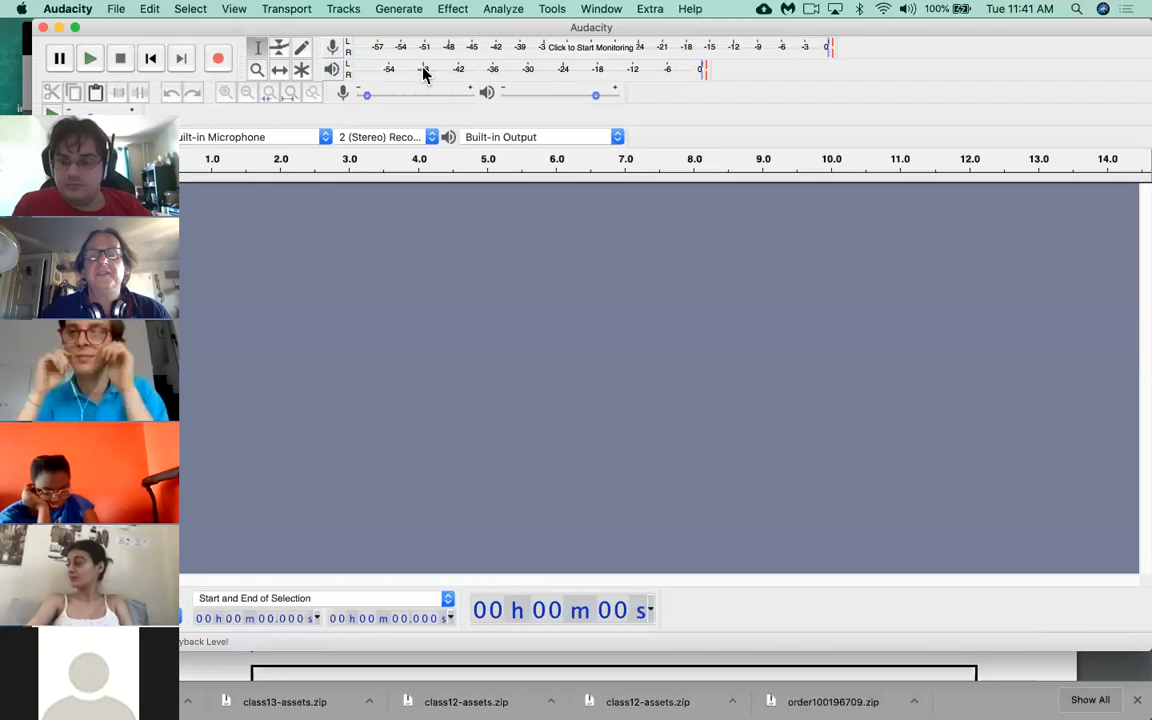 Audacity File Edit Select View Transport Tracks Generate Effect Analyze Tools Window Extra Help 100% Tue 11:41 AM
Audacity
L R -57 -54 -51 -48 -45 -42 -39 -3 Click to Start Monitoring 24 -21 -18 -15 -12 -9 -6 -3 0
L R -54 -42 -36 -30 -24 -18 -12 -6 0
- + - +
uilt-in Microphone 2 (Stereo) Reco... Built-in Output
1.0 2.0 3.0 4.0 5.0 6.0 7.0 8.0 9.0 10.0 11.0 12.0 13.0 14.0
Start and End of Selection
00 h 00 m 00.000 s 00 h 00 m 00.000 s 00 h 00 m 00 s
yback Level
class13-assets.zip class12-assets.zip class12-assets.zip order100196709.zip Show All